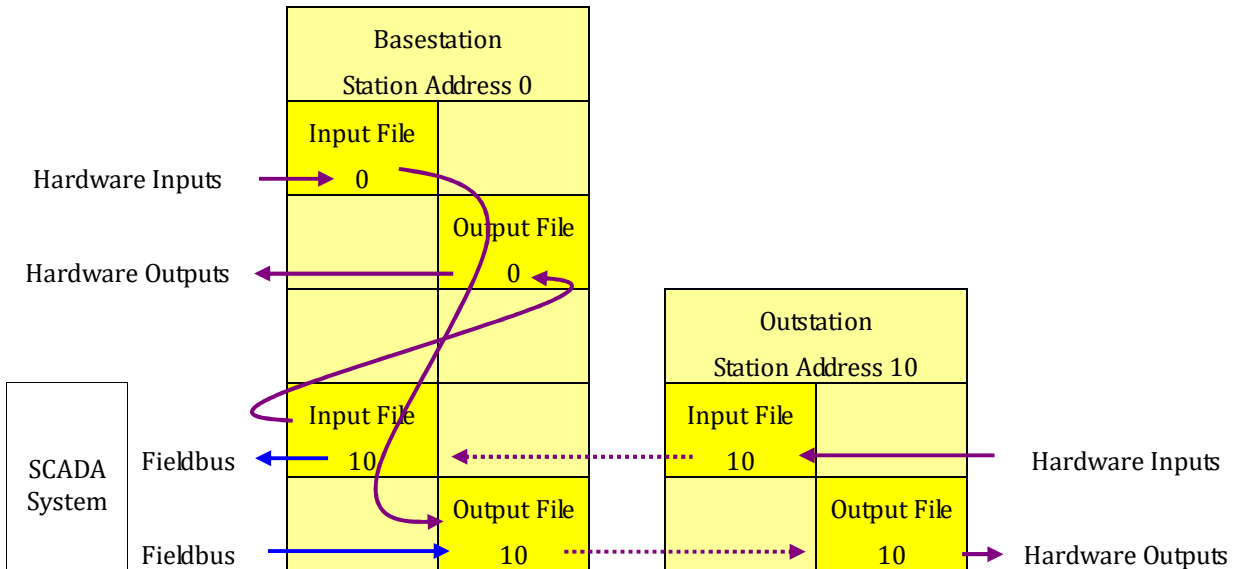 Basestation
Station Address 0
Input File
0
Hardware Inputs
Output File
0
Hardware Outputs
Outstation
Station Address 10
Input File
10
Input File
10
SCADA
System
Fieldbus
Hardware Inputs
Output File
10
Output File
10
Fieldbus
Hardware Outputs